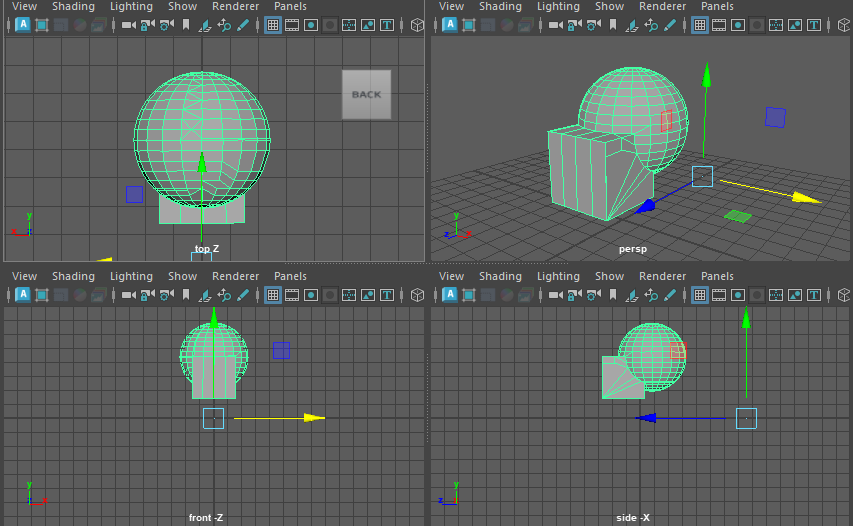 View Shading Lighting Show Renderer Panels
A T
BACK
y
x z
top Z
View Shading Lighting Show Renderer Panels
A T
y
z x
persp
View Shading Lighting Show Renderer Panels
A T
y
z x
front -Z
View Shading Lighting Show Renderer Panels
A T
y
z
side -X